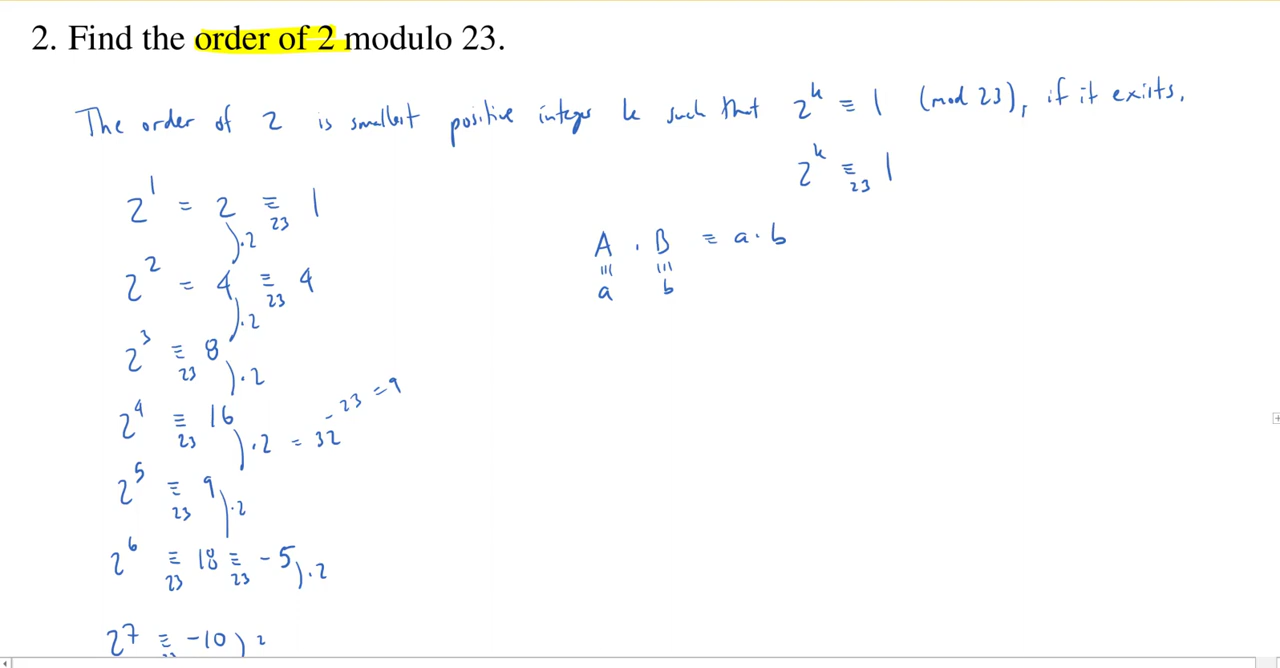 2. Find the order of 2 modulo 23.
The order of 2 is smallest positive integer k such that 2^k ≡ 1 (mod 23), if it exists.
2^k ≡₂₃ 1
2^1 = 2 ≡₂₃ 1
).2
A . B ≡ a . b
≡ ≡
a b
2^2 = 4 ≡₂₃ 4
).2
2^3 ≡₂₃ 8
).2
2^4 ≡₂₃ 16
).2 = 32 - 23 = 9
2^5 ≡₂₃ 9
).2
2^6 ≡₂₃ 18 ≡₂₃ -5
).2
2^7 ≡ -10 ) 2